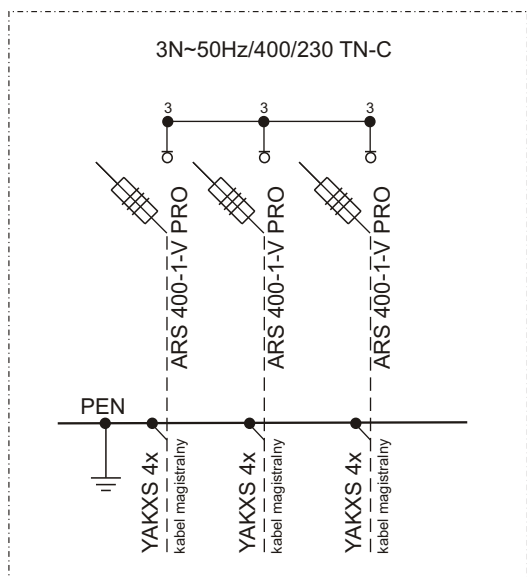 3N~50Hz/400/230 TN-C
3
3
3
ARS 400-1-V PRO
ARS 400-1-V PRO
ARS 400-1-V PRO
PEN
YAKXS 4x
kabel magistralny
YAKXS 4x
kabel magistralny
YAKXS 4x
kabel magistralny